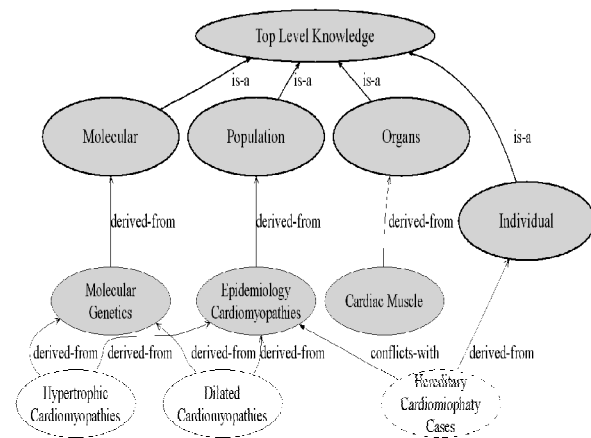 Top Level Knowledge
is-a
is-a
is-a
is-a
Molecular
Population
Organs
Individual
derived-from
derived-from
derived-from
Molecular
Genetics
Epidemiology
Cardiomyopathies
Cardiac Muscle
derived-from
derived-from
derived-from
derived-from
conflicts-with
derived-from
Hypertrophic
Cardiomyopathies
Dilated
Cardiomyopathies
Hereditary
Cardiomiophaty
Cases